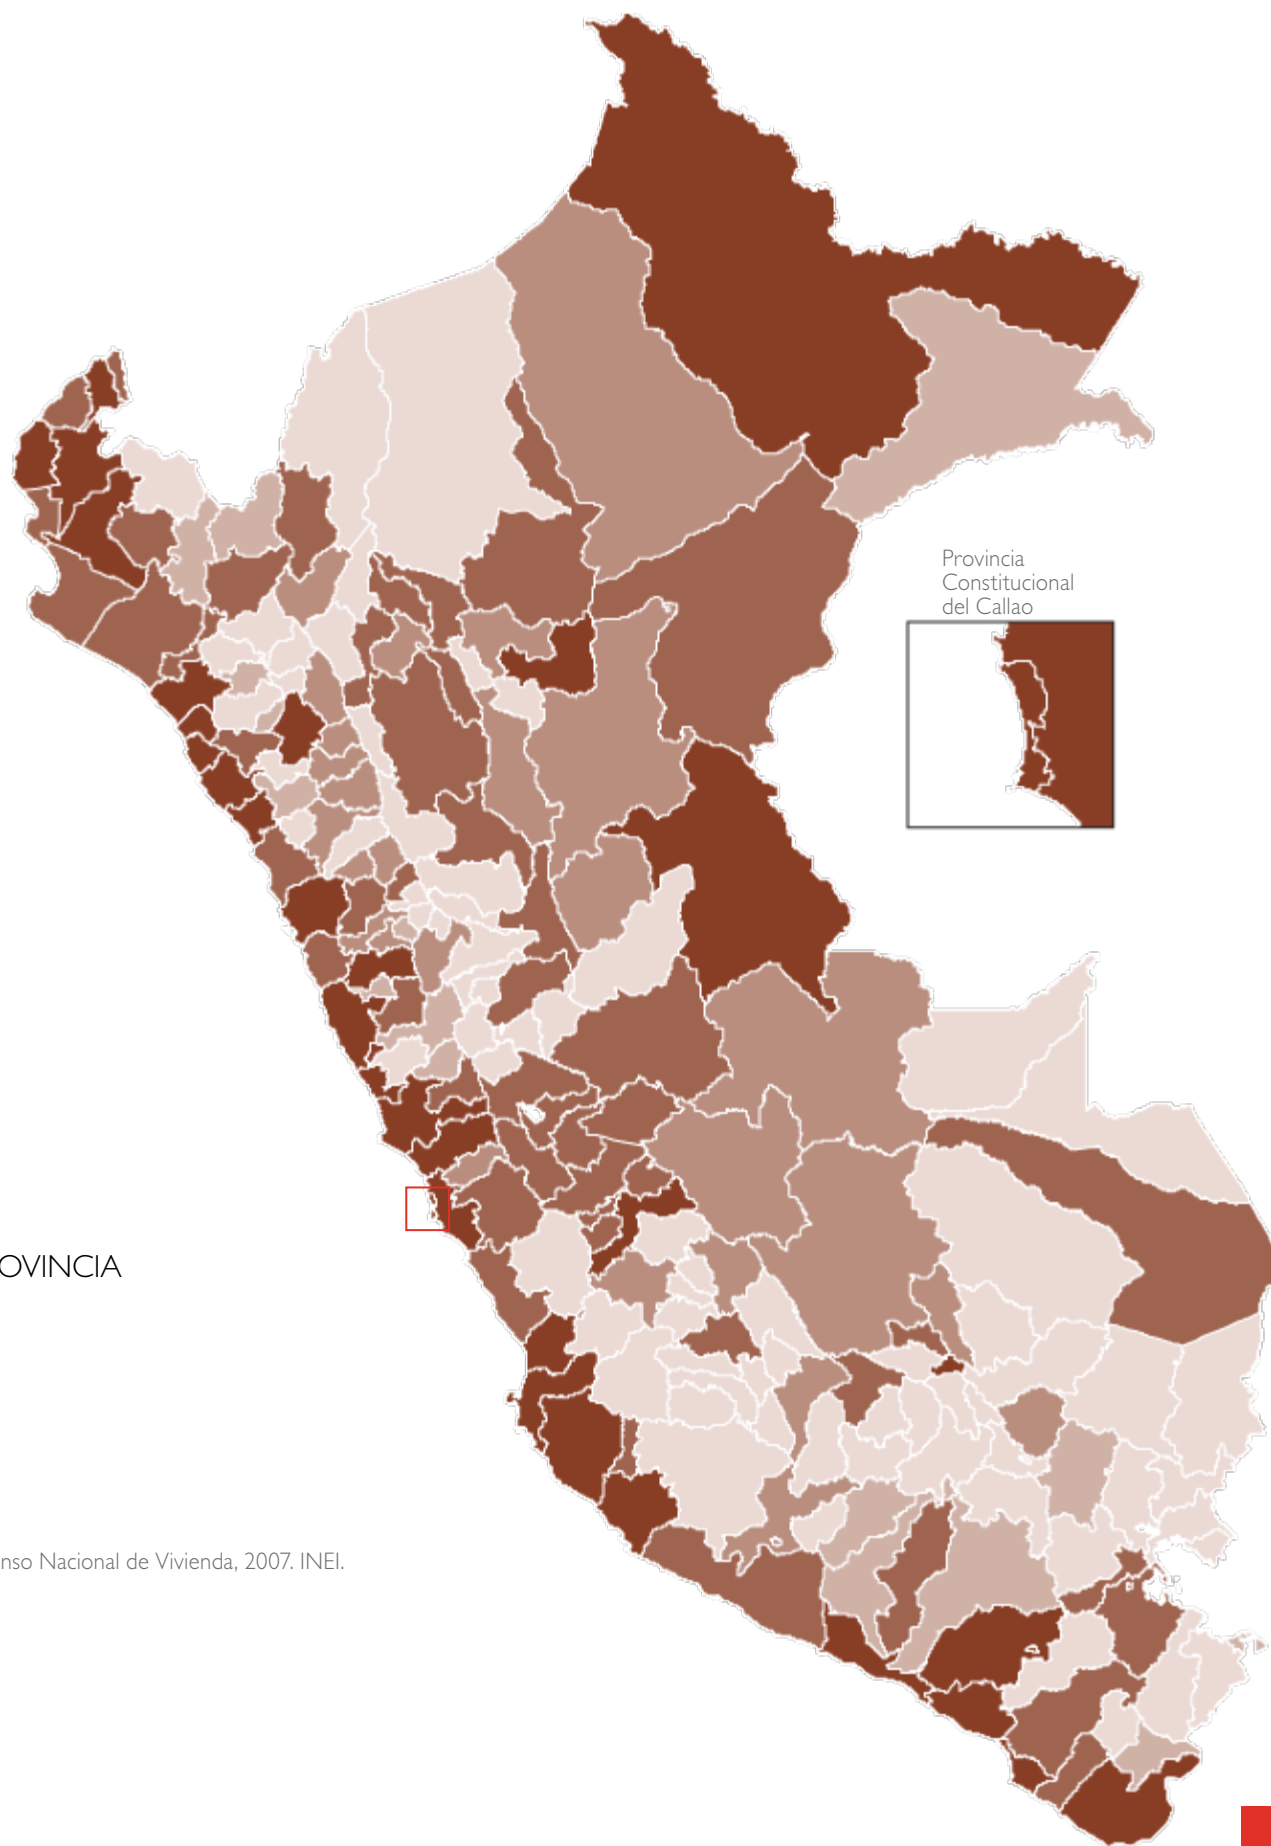 Provincia
Constitucional
del Callao
OVINCIA
nso Nacional de Vivienda, 2007. INEI.